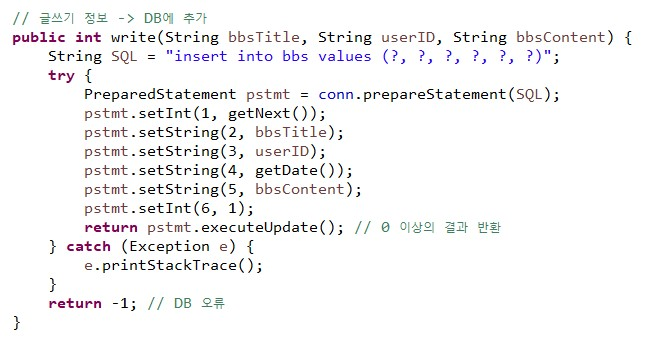 // 글쓰기 정보 -> DB에 추가
public int write(String bbsTitle, String userID, String bbsContent) {
    String SQL = "insert into bbs values (?, ?, ?, ?, ?, ?)";
    try {
        PreparedStatement pstmt = conn.prepareStatement(SQL);
        pstmt.setInt(1, getNext());
        pstmt.setString(2, bbsTitle);
        pstmt.setString(3, userID);
        pstmt.setString(4, getDate());
        pstmt.setString(5, bbsContent);
        pstmt.setInt(6, 1);
        return pstmt.executeUpdate(); // 0 이상의 결과 반환
    } catch (Exception e) {
        e.printStackTrace();
    }
    return -1; // DB 오류
}